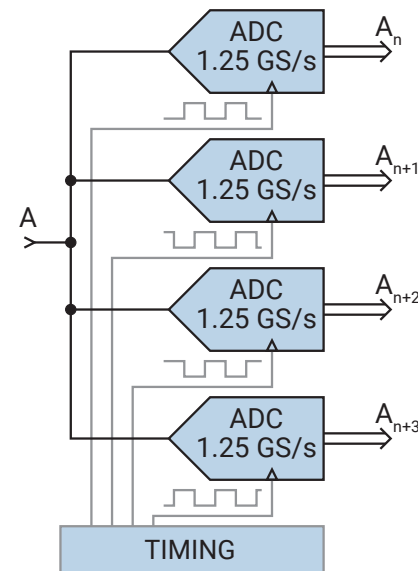 ADC
1.25 GS/s
Aₙ
ADC
1.25 GS/s
Aₙ₊₁
A
ADC
1.25 GS/s
Aₙ₊₂
ADC
1.25 GS/s
Aₙ₊₃
TIMING